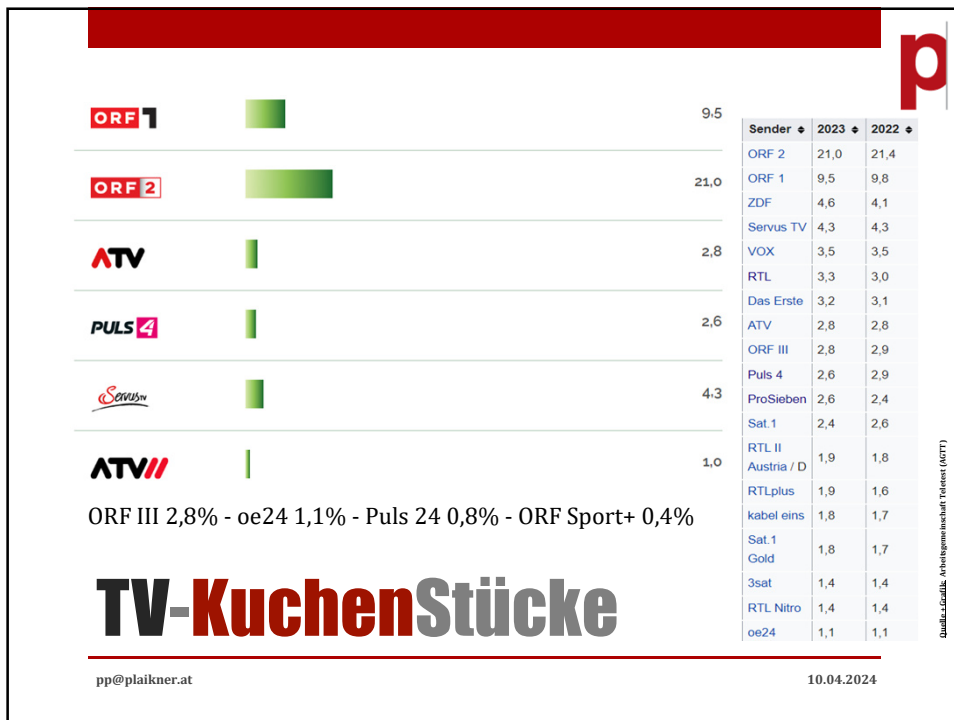 p
ORF 1
9,5
ORF 2
21,0
ATV
2,8
PULS 4
2,6
ServusTV
4,3
ATV II
1,0
ORF III 2,8% - oe24 1,1% - Puls 24 0,8% - ORF Sport+ 0,4%
TV-KuchenStücke
Sender 2023 2022
ORF 2 21,0 21,4
ORF 1 9,5 9,8
ZDF 4,6 4,1
Servus TV 4,3 4,3
VOX 3,5 3,5
RTL 3,3 3,0
Das Erste 3,2 3,1
ATV 2,8 2,8
ORF III 2,8 2,9
Puls 4 2,6 2,9
ProSieben 2,6 2,4
Sat.1 2,4 2,6
RTL II
Austria / D 1,9 1,8
RTLplus 1,9 1,6
kabel eins 1,8 1,7
Sat.1
Gold 1,8 1,7
3sat 1,4 1,4
RTL Nitro 1,4 1,4
oe24 1,1 1,1
Quelle + Grafik: Arbeitsgemeinschaft Teletest (AGTT)
pp@plaikner.at
10.04.2024